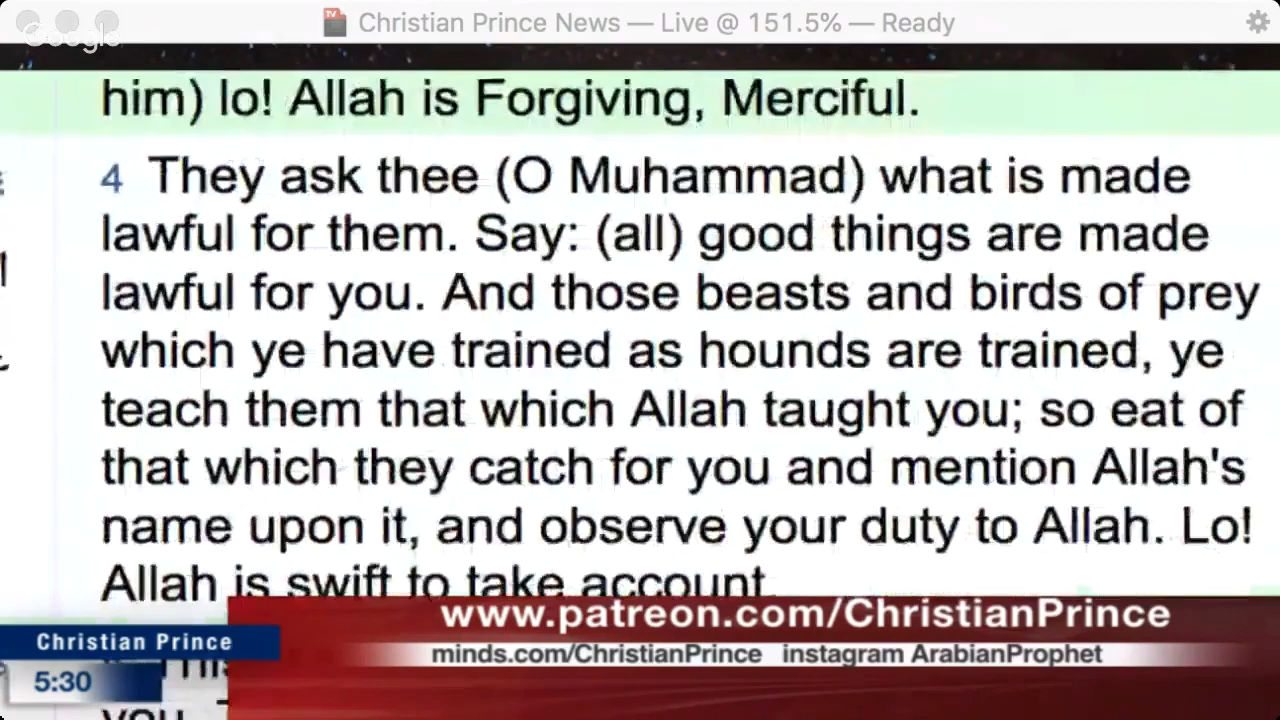 Christian Prince News — Live @ 151.5% — Ready
Google
him) lo! Allah is Forgiving, Merciful.
4 They ask thee (O Muhammad) what is made
lawful for them. Say: (all) good things are made
lawful for you. And those beasts and birds of prey
which ye have trained as hounds are trained, ye
teach them that which Allah taught you; so eat of
that which they catch for you and mention Allah's
name upon it, and observe your duty to Allah. Lo!
Allah is swift to take account.
www.patreon.com/ChristianPrince
Christian Prince
minds.com/ChristianPrince instagram ArabianProphet
5:30
you.